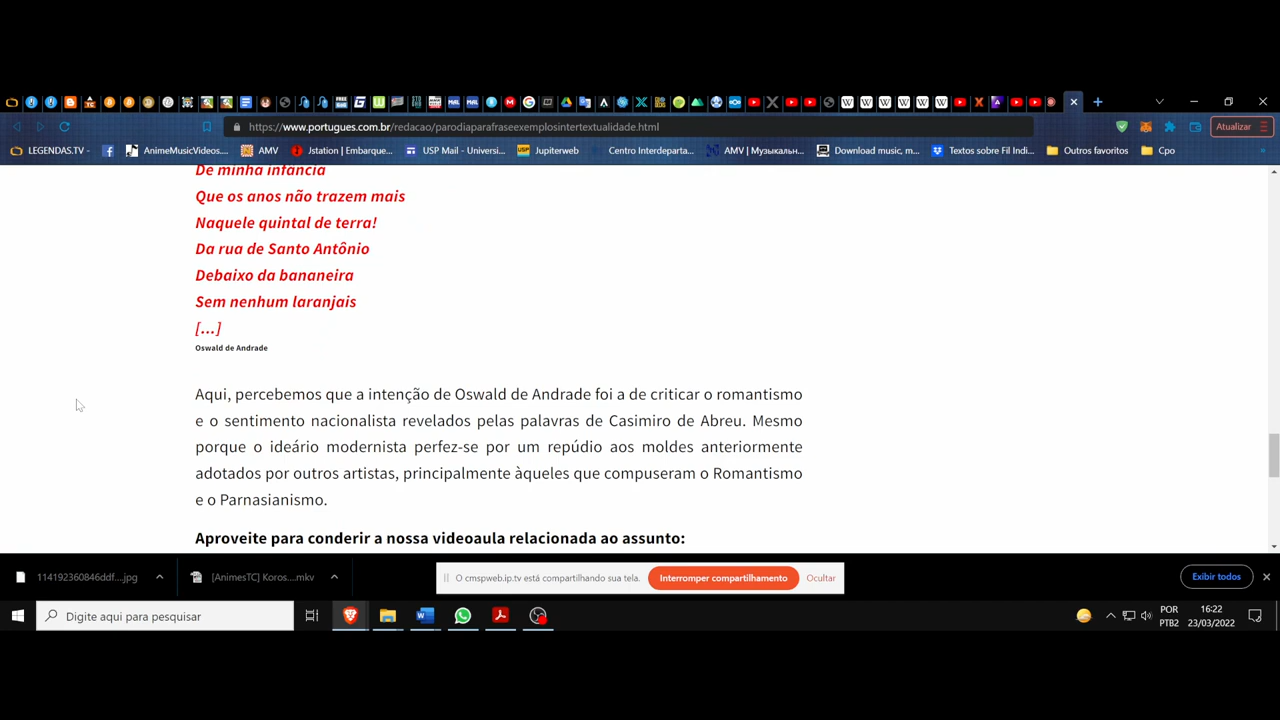 https://www.portugues.com.br/redacao/parodiaparafraseexemplosintertextualidade.html
Atualizar
LEGENDAS.TV
AnimeMusicVideos...
AMV
Jstation | Embarque...
USP Mail - Universi...
Jupiterweb
Centro Interdeparta...
AMV | Музыкальн...
Download music, m...
Textos sobre Fil Indi...
Outros favoritos
Cpo
De minha infância
Que os anos não trazem mais
Naquele quintal de terra!
Da rua de Santo Antônio
Debaixo da bananeira
Sem nenhum laranjais
[...]
Oswald de Andrade
Aqui, percebemos que a intenção de Oswald de Andrade foi a de criticar o romantismo
e o sentimento nacionalista revelados pelas palavras de Casimiro de Abreu. Mesmo
porque o ideário modernista perfez-se por um repúdio aos moldes anteriormente
adotados por outros artistas, principalmente àqueles que compuseram o Romantismo
e o Parnasianismo.
Aproveite para conderir a nossa videoaula relacionada ao assunto:
114192360846ddf....jpg
[AnimesTC] Koros....mkv
O cmspweb.ip.tv está compartilhando sua tela.
Interromper compartilhamento
Ocultar
Exibir todos
Digite aqui para pesquisar
POR
PTB2
16:22
23/03/2022